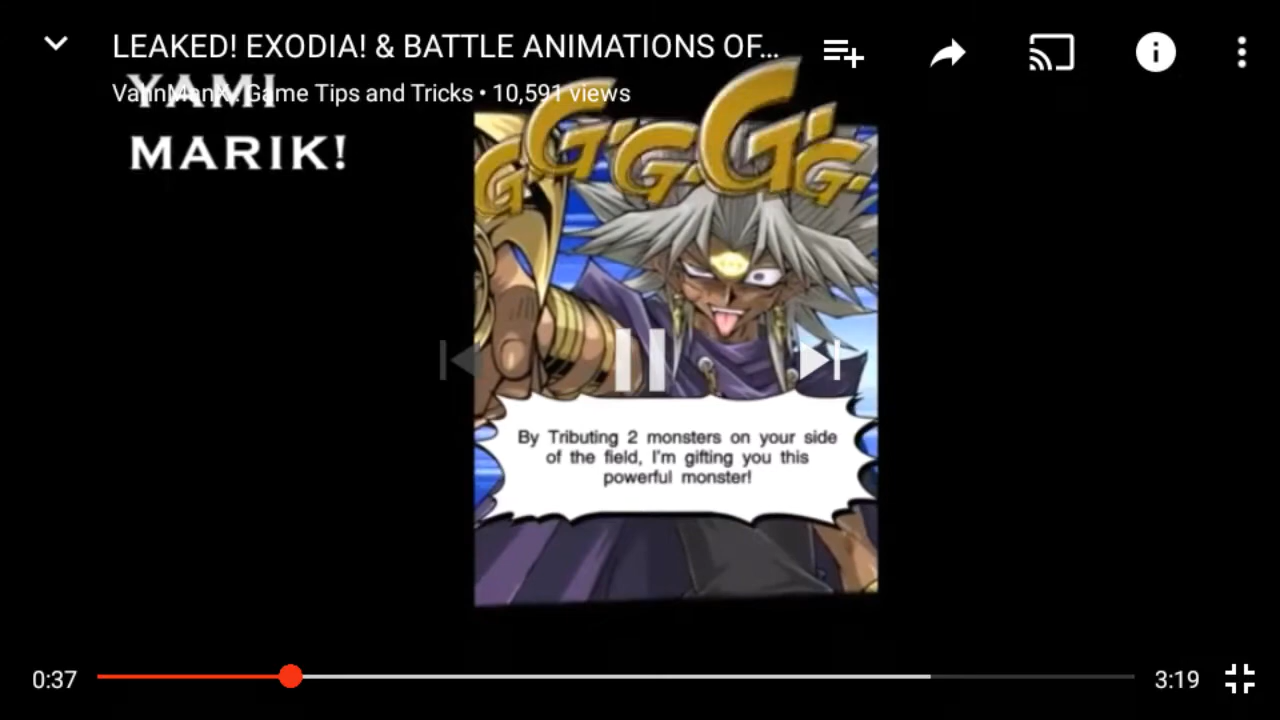 LEAKED! EXODIA! & BATTLE ANIMATIONS OF...
Game Tips and Tricks • 10,591 views
YAMI
MARIK!
G G G G G
By Tributing 2 monsters on your side
of the field, I'm gifting you this
powerful monster!
0:37
3:19